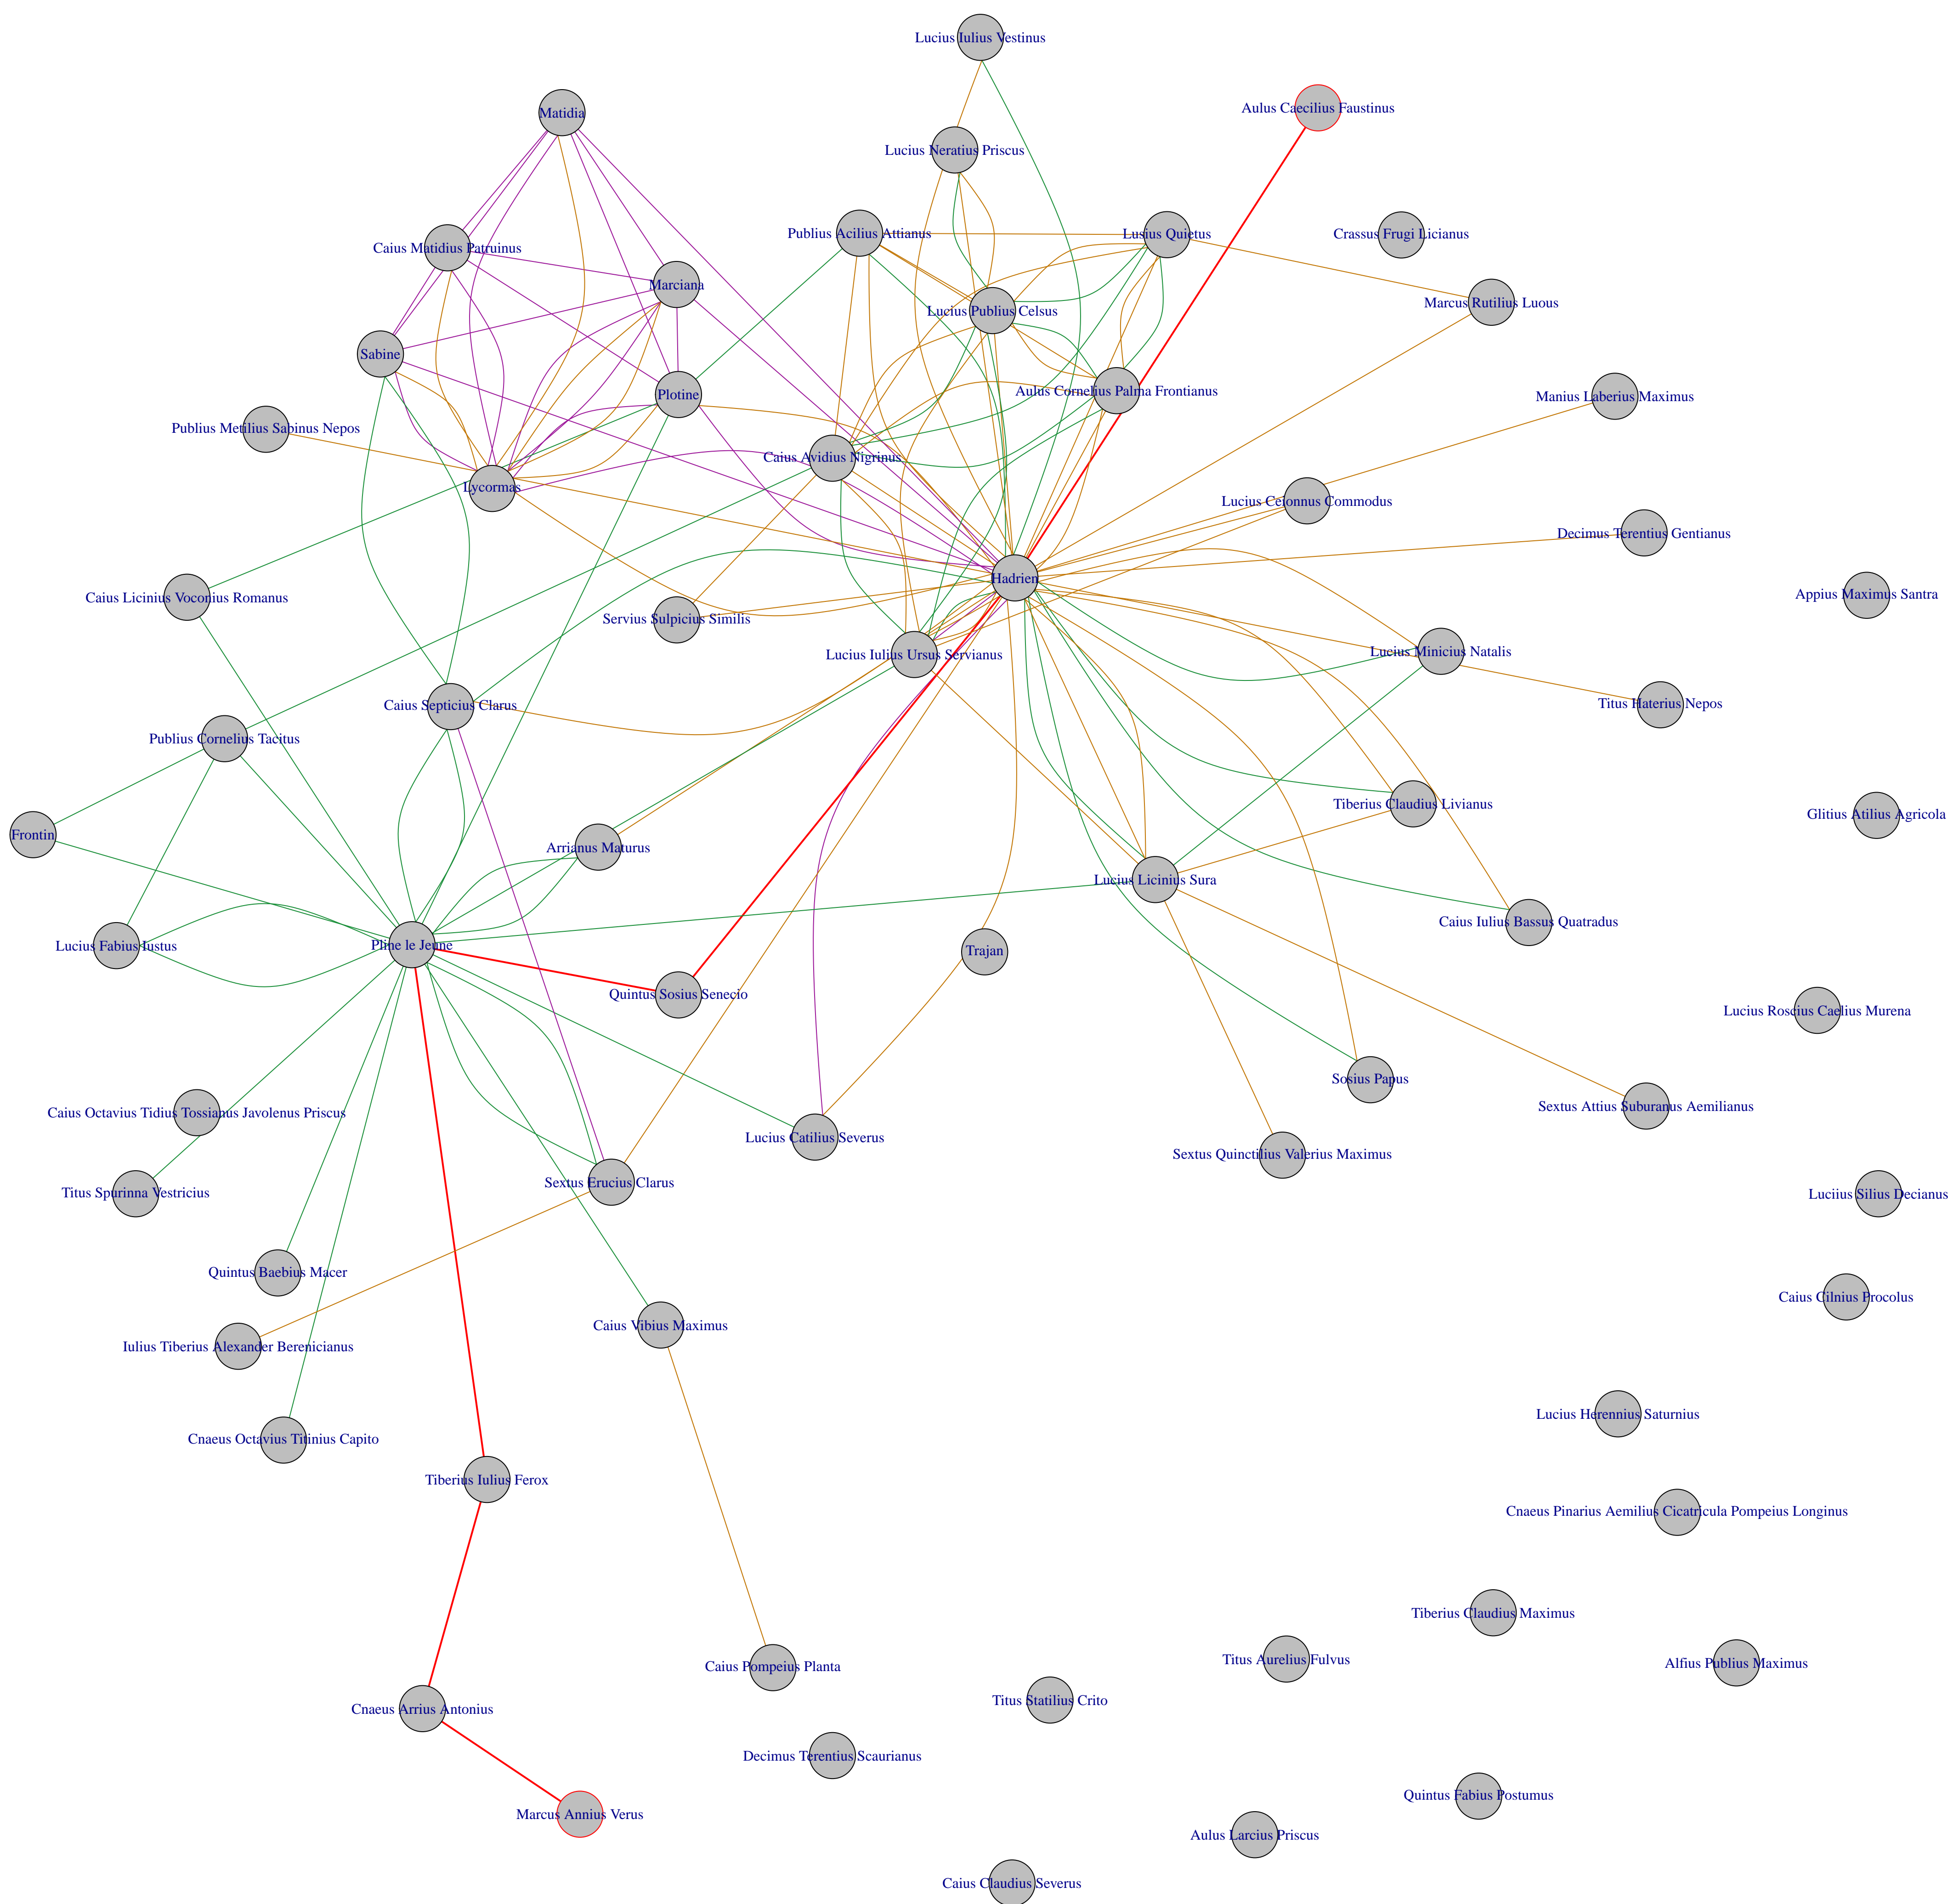 Lucius Iulius Vestinus
Aulus Caecilius Faustinus
Matidia
Lucius Neratius Priscus
Publius Acilius Attianus
Lusius Quietus
Crassus Frugi Licianus
Caius Matidius Patruinus
Marciana
Marcus Rutilius Luous
Lucius Publius Celsus
Sabine
Plotine
Aulus Cornelius Palma Frontianus
Manius Laberius Maximus
Publius Metilius Sabinus Nepos
Caius Avidius Nigrinus
Lycormas
Lucius Ceionnus Commodus
Decimus Terentius Gentianus
Hadrien
Caius Licinius Voconius Romanus
Appius Maximus Santra
Servius Sulpicius Similis
Lucius Iulius Ursus Servianus
Lucius Minicius Natalis
Caius Septicius Clarus
Titus Haterius Nepos
Publius Cornelius Tacitus
Tiberius Claudius Livianus
Glitius Atilius Agricola
Frontin
Arrianus Maturus
Lucius Licinius Sura
Caius Iulius Bassus Quatradus
Lucius Fabius Iustus
Pline le Jeune
Trajan
Quintus Sosius Senecio
Lucius Roscius Caelius Murena
Sosius Papus
Caius Octavius Tidius Tossianus Javolenus Priscus
Sextus Attius Suburanus Aemilianus
Lucius Catilius Severus
Sextus Quinctilius Valerius Maximus
Sextus Erucius Clarus
Titus Spurinna Vestricius
Luciius Silius Decianus
Quintus Baebius Macer
Caius Cilnius Procolus
Caius Vibius Maximus
Iulius Tiberius Alexander Berenicianus
Lucius Herennius Saturnius
Cnaeus Octavius Titinius Capito
Tiberius Iulius Ferox
Cnaeus Pinarius Aemilius Cicatricula Pompeius Longinus
Tiberius Claudius Maximus
Titus Aurelius Fulvus
Alfius Publius Maximus
Caius Pompeius Planta
Titus Statilius Crito
Cnaeus Arrius Antonius
Decimus Terentius Scaurianus
Quintus Fabius Postumus
Marcus Annius Verus
Aulus Larcius Priscus
Caius Claudius Severus